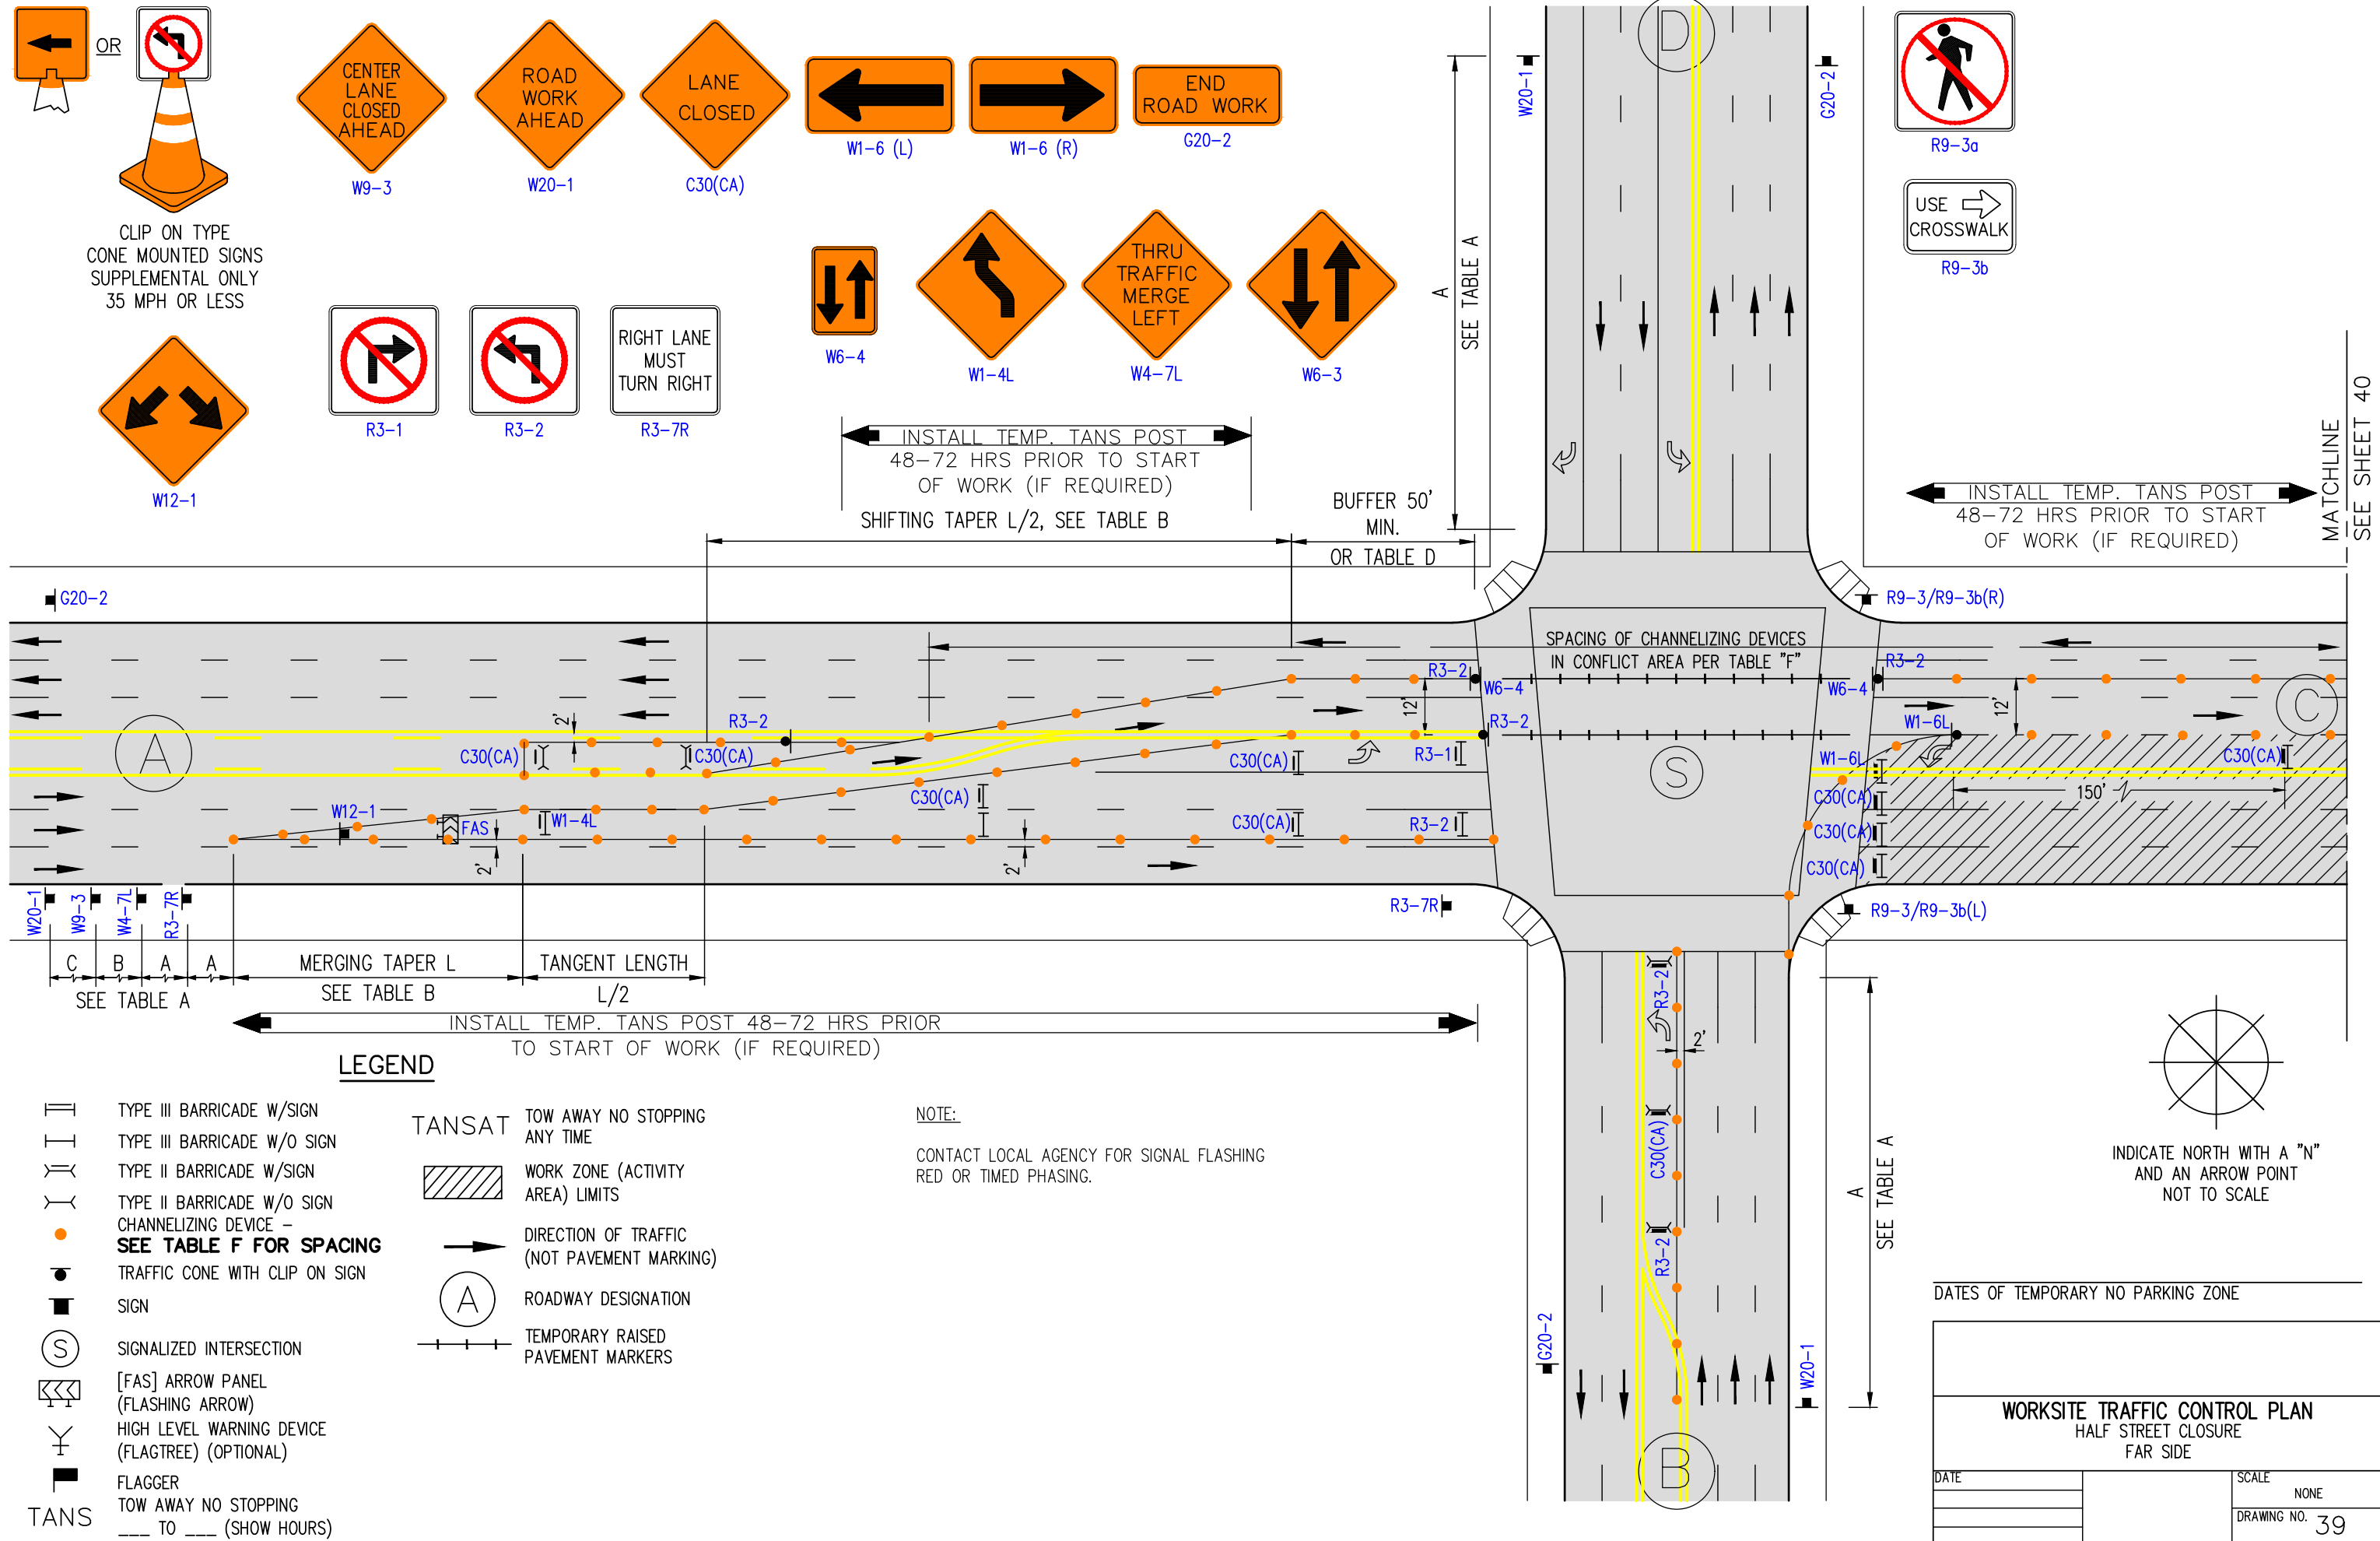 OR
CLIP ON TYPE
CONE MOUNTED SIGNS
SUPPLEMENTAL ONLY
35 MPH OR LESS
CENTER
LANE
CLOSED
AHEAD
W9-3
ROAD
WORK
AHEAD
W20-1
LANE
CLOSED
C30(CA)
W1-6 (L)
W1-6 (R)
END
ROAD WORK
G20-2
W12-1
R3-1
R3-2
RIGHT LANE
MUST
TURN RIGHT
R3-7R
W6-4
W1-4L
THRU
TRAFFIC
MERGE
LEFT
W4-7L
W6-3
R9-3a
USE
CROSSWALK
R9-3b
D
W20-1
G20-2
A
SEE TABLE A
INSTALL TEMP. TANS POST
48-72 HRS PRIOR TO START
OF WORK (IF REQUIRED)
SHIFTING TAPER L/2, SEE TABLE B
BUFFER 50'
MIN.
OR TABLE D
INSTALL TEMP. TANS POST
48-72 HRS PRIOR TO START
OF WORK (IF REQUIRED)
MATCHLINE
SEE SHEET 40
G20-2
R9-3/R9-3b(R)
SPACING OF CHANNELIZING DEVICES
IN CONFLICT AREA PER TABLE "F"
R3-2
W6-4
12'
R3-2
W6-4
R3-2
12'
C
A
2'
C30(CA)
C30(CA)
R3-2
R3-2
R3-1
C30(CA)
W1-6L
W1-6L
C30(CA)
S
150'
C30(CA)
C30(CA)
C30(CA)
W12-1
FAS
W1-4L
C30(CA)
C30(CA)
R3-2
2'
2'
W20-1
W9-3
W4-7L
R3-7R
R3-7R
R9-3/R9-3b(L)
C
B
A
A
SEE TABLE A
MERGING TAPER L
SEE TABLE B
TANGENT LENGTH
L/2
INSTALL TEMP. TANS POST 48-72 HRS PRIOR
TO START OF WORK (IF REQUIRED)
R3-2
2'
C30(CA)
R3-2
A
SEE TABLE A
G20-2
W20-1
B
LEGEND
TYPE III BARRICADE W/SIGN
TYPE III BARRICADE W/O SIGN
TYPE II BARRICADE W/SIGN
TYPE II BARRICADE W/O SIGN
CHANNELIZING DEVICE -
SEE TABLE F FOR SPACING
TRAFFIC CONE WITH CLIP ON SIGN
SIGN
S
SIGNALIZED INTERSECTION
[FAS] ARROW PANEL
(FLASHING ARROW)
HIGH LEVEL WARNING DEVICE
(FLAGTREE) (OPTIONAL)
FLAGGER
TANS
TOW AWAY NO STOPPING
___ TO ___ (SHOW HOURS)
TANSAT
TOW AWAY NO STOPPING
ANY TIME
WORK ZONE (ACTIVITY
AREA) LIMITS
DIRECTION OF TRAFFIC
(NOT PAVEMENT MARKING)
A
ROADWAY DESIGNATION
TEMPORARY RAISED
PAVEMENT MARKERS
NOTE:
CONTACT LOCAL AGENCY FOR SIGNAL FLASHING
RED OR TIMED PHASING.
INDICATE NORTH WITH A "N"
AND AN ARROW POINT
NOT TO SCALE
DATES OF TEMPORARY NO PARKING ZONE
WORKSITE TRAFFIC CONTROL PLAN
HALF STREET CLOSURE
FAR SIDE
DATE
SCALE
NONE
DRAWING NO. 39